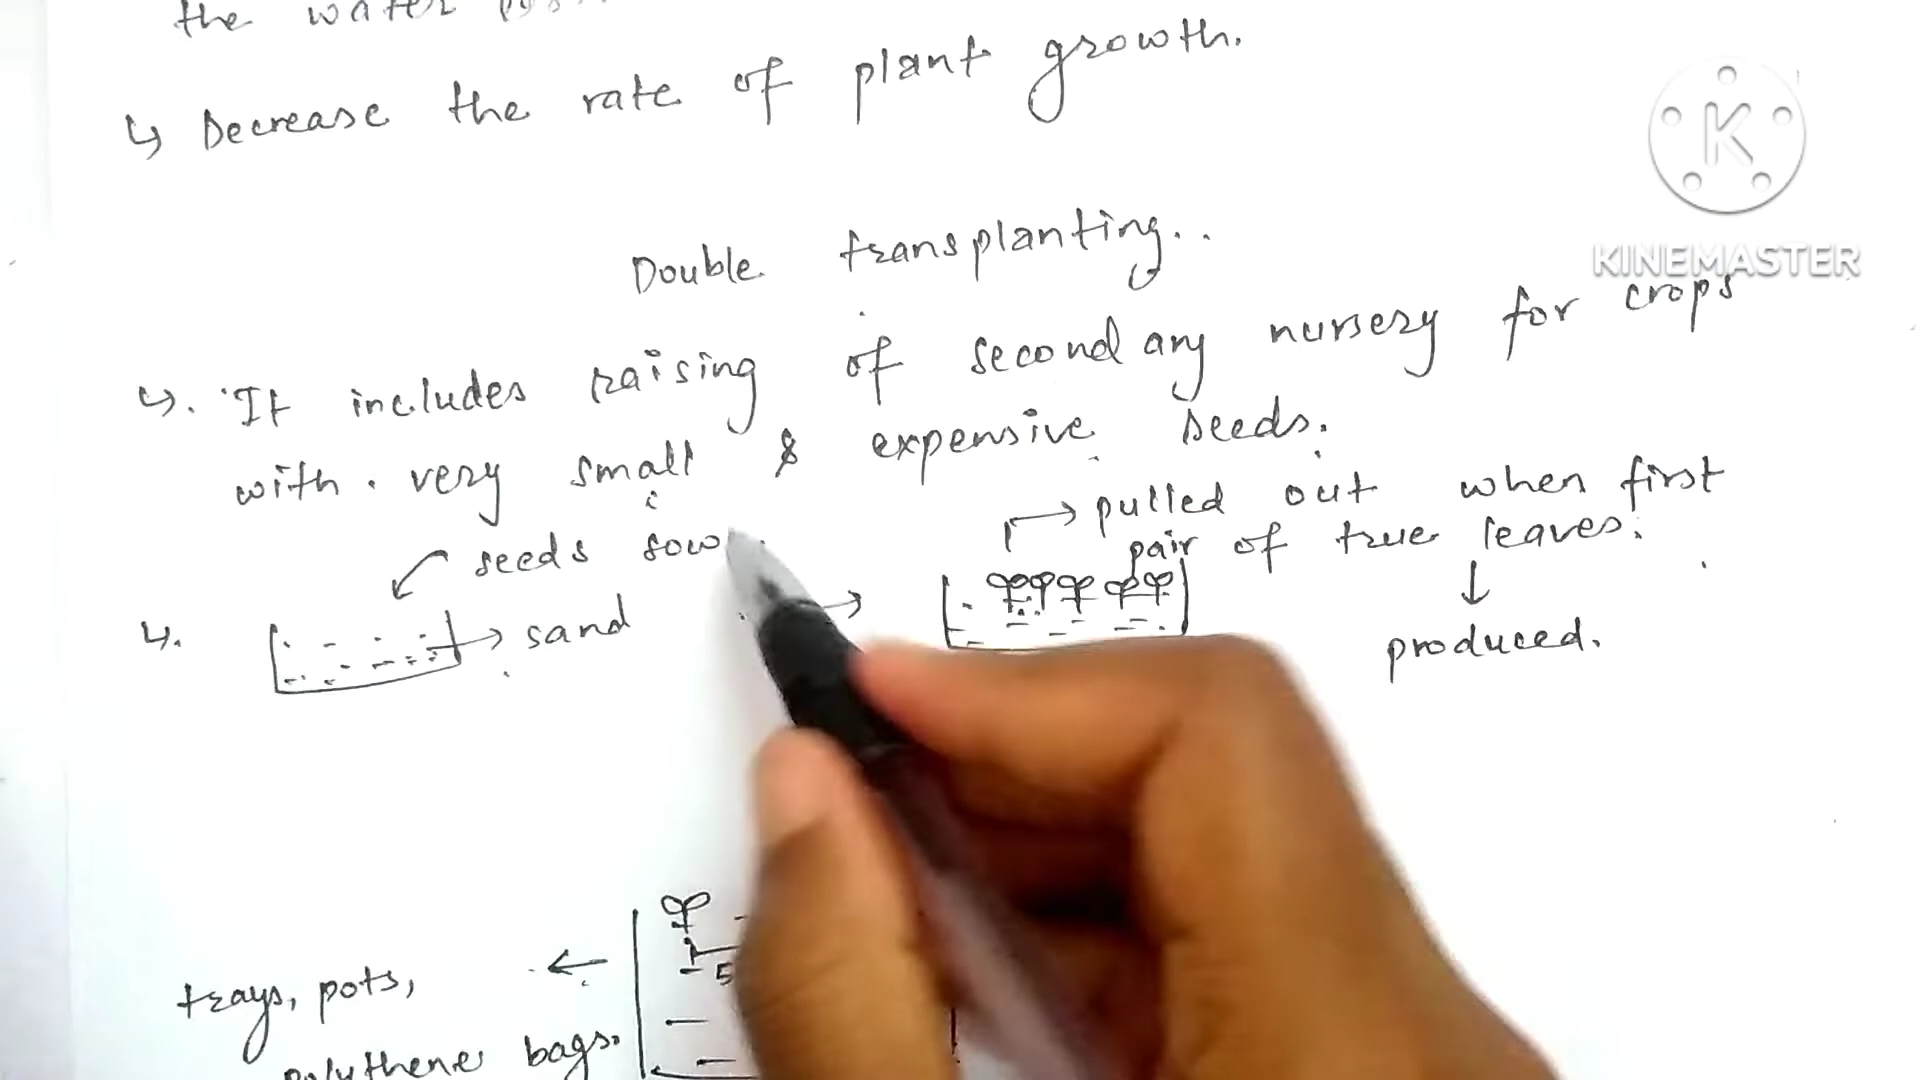 the water
↳ Decrease the rate of plant growth.
KINEMASTER
Double transplanting..
↳. It includes raising of secondary nursery for crops
with. very small & expensive seeds.
pulled out when first
pair of true leaves.
↓
produced.
seeds sow
↳. → sand
trays, pots,
polythene bags.
5